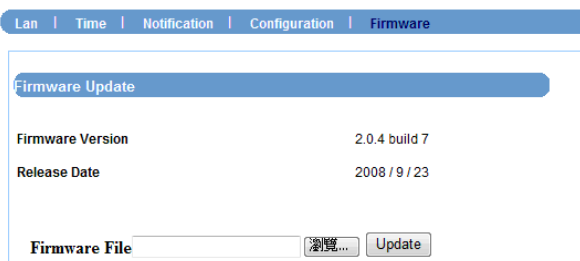 Lan | Time | Notification | Configuration | Firmware
Firmware Update
Firmware Version 2.0.4 build 7
Release Date 2008 / 9 / 23
Firmware File 瀏覽... Update